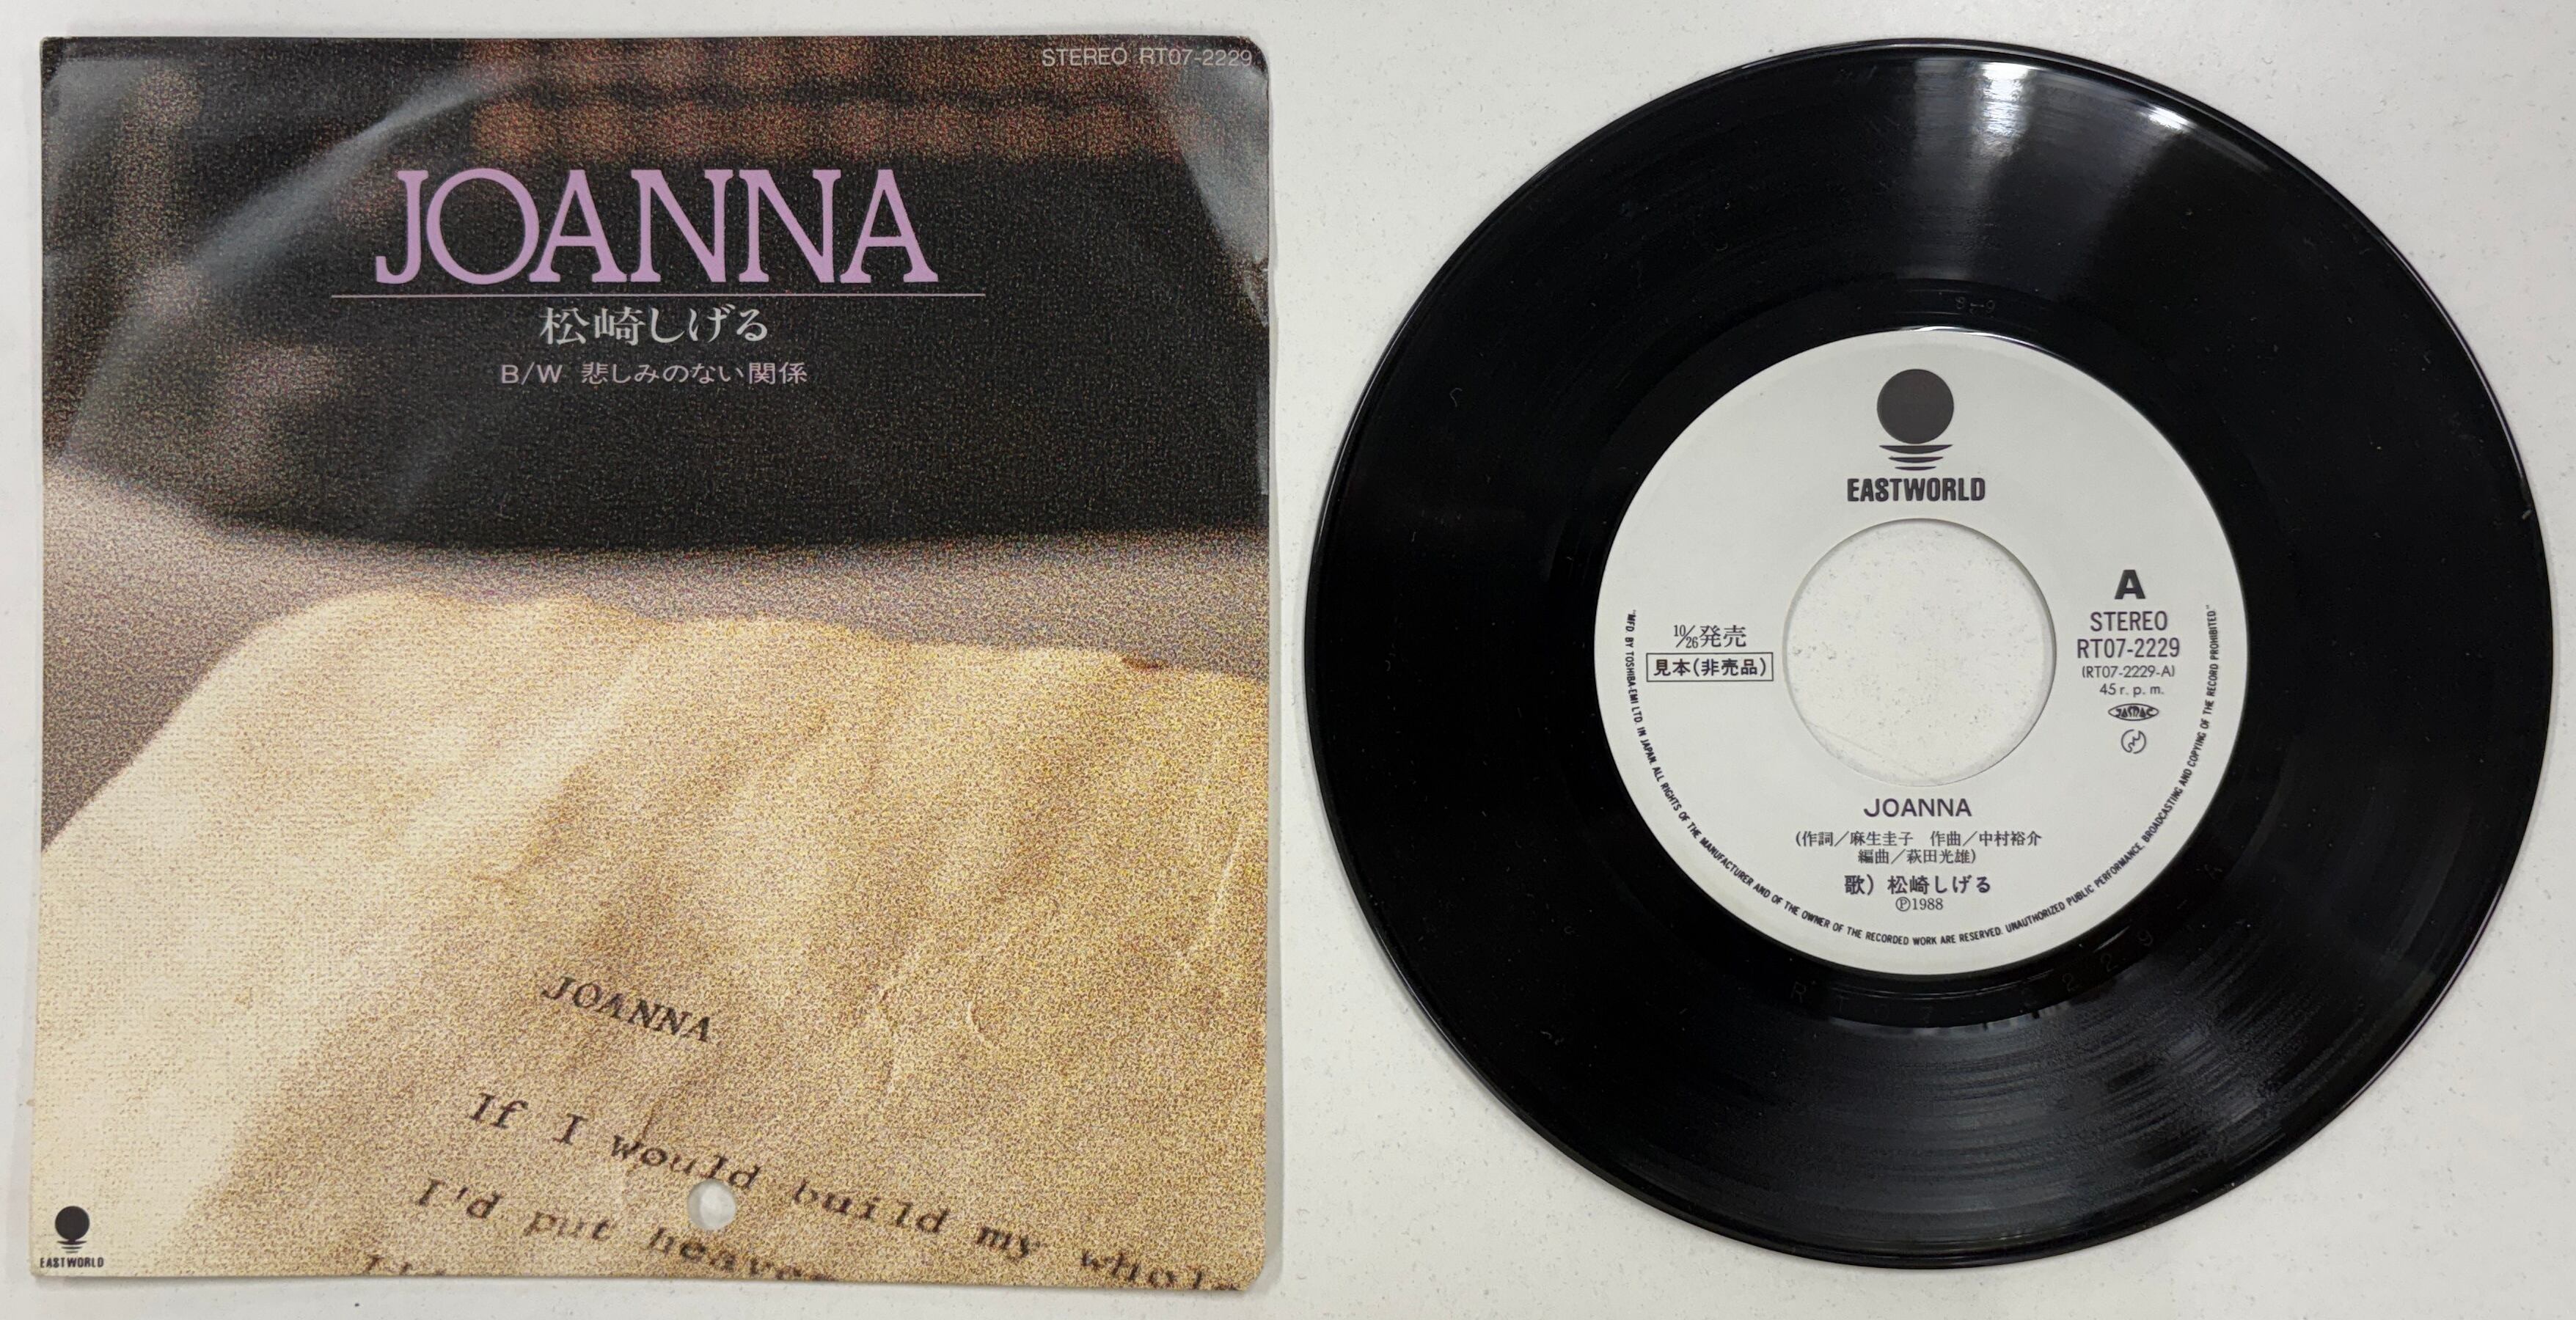 STEREO RT07-2229
JOANNA
松崎しげる
B/W 悲しみのない関係
JOANNA
If I would build my
I'd put
EASTWORLD
EASTWORLD
A
STEREO
RT07-2229
(RT07-2229-A)
45 r. p. m.
JASRAC
10/26発売
見本(非売品)
JOANNA
(作詞/麻生圭子 作曲/中村裕介
編曲/萩田光雄)
歌) 松崎しげる
Ⓟ1988
"MFD BY TOSHIBA-EMI LTD. IN JAPAN. ALL RIGHTS OF THE MANUFACTURER AND OF THE OWNER OF THE RECORDED WORK ARE RESERVED. UNAUTHORIZED PUBLIC PERFORMANCE, BROADCASTING AND COPYING OF THE RECORD PROHIBITED."